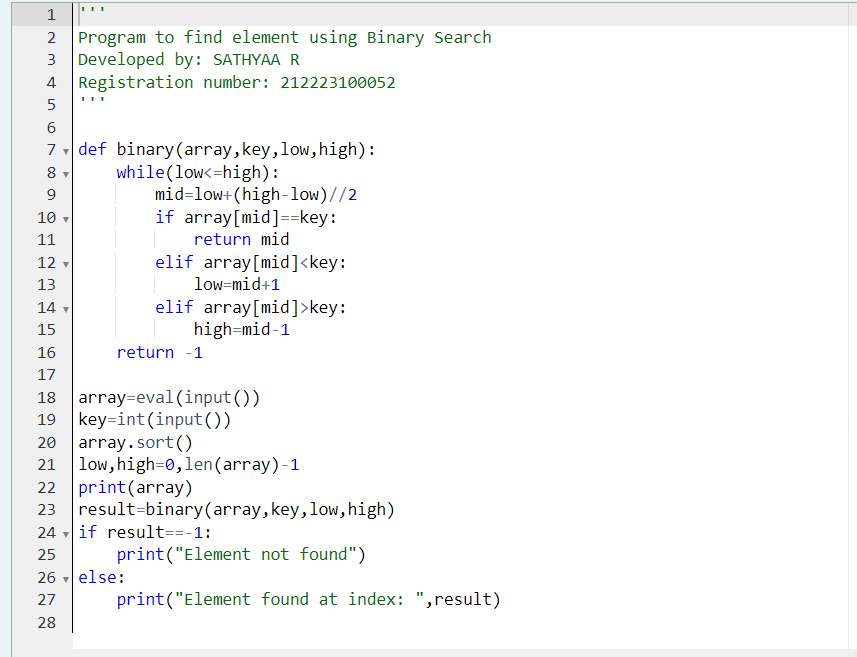 1 '''
2 Program to find element using Binary Search
3 Developed by: SATHYAA R
4 Registration number: 212223100052
5 '''
6
7 def binary(array,key,low,high):
8     while(low<=high):
9         mid=low+(high-low)//2
10         if array[mid]==key:
11             return mid
12         elif array[mid]<key:
13             low=mid+1
14         elif array[mid]>key:
15             high=mid-1
16     return -1
17
18 array=eval(input())
19 key=int(input())
20 array.sort()
21 low,high=0,len(array)-1
22 print(array)
23 result=binary(array,key,low,high)
24 if result==-1:
25     print("Element not found")
26 else:
27     print("Element found at index: ",result)
28